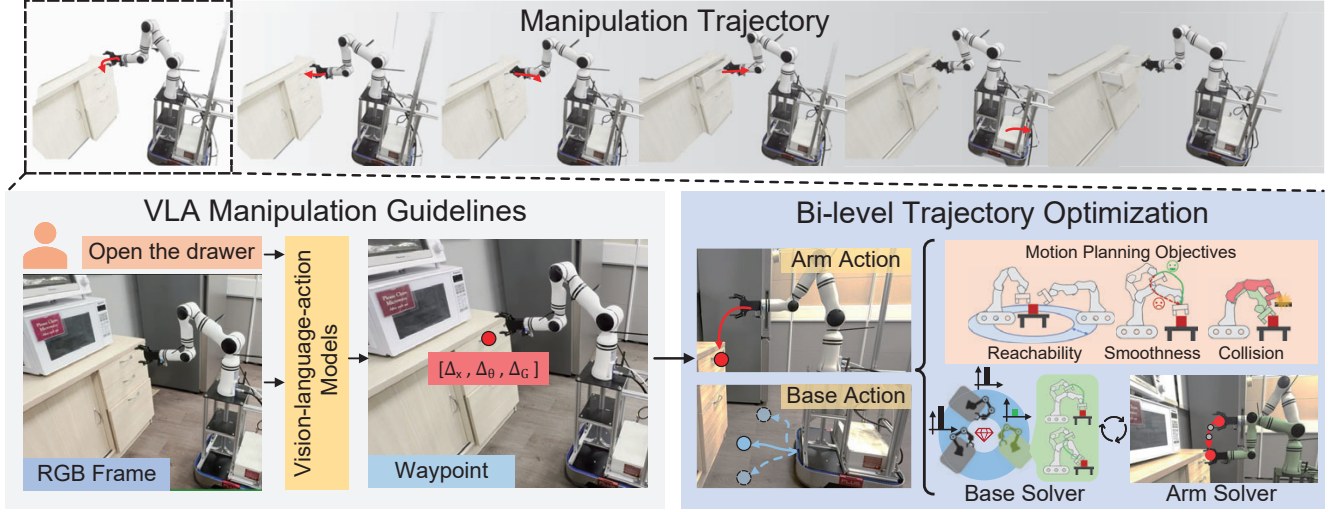 Manipulation Trajectory
VLA Manipulation Guidelines
Open the drawer
Vision-language-action
Models
[Δx , Δθ , ΔG ]
RGB Frame
Waypoint
Bi-level Trajectory Optimization
Arm Action
Base Action
Motion Planning Objectives
Reachability
Smoothness
Collision
Base Solver
Arm Solver